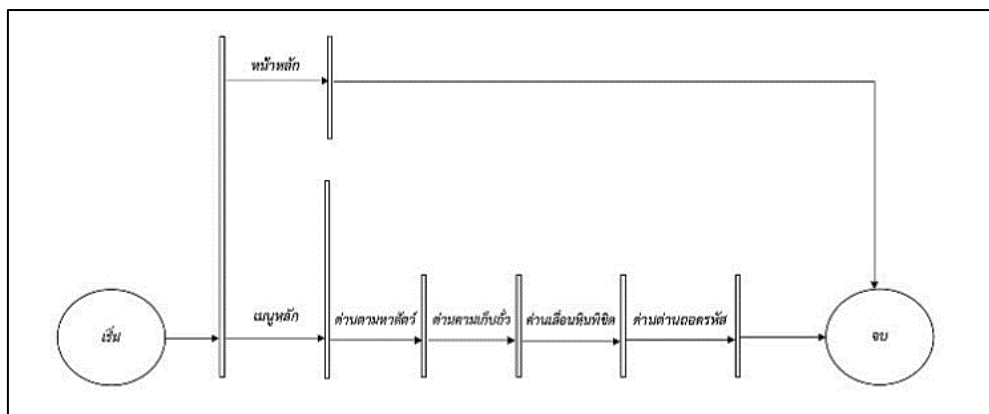 หน้าหลัก
เริ่ม
เมนูหลัก
ด่านตามหาสัตว์
ด่านตามเก็บถั่ว
ด่านเลื่อนหินพิชิต
ด่านด่านถอดรหัส
จบ